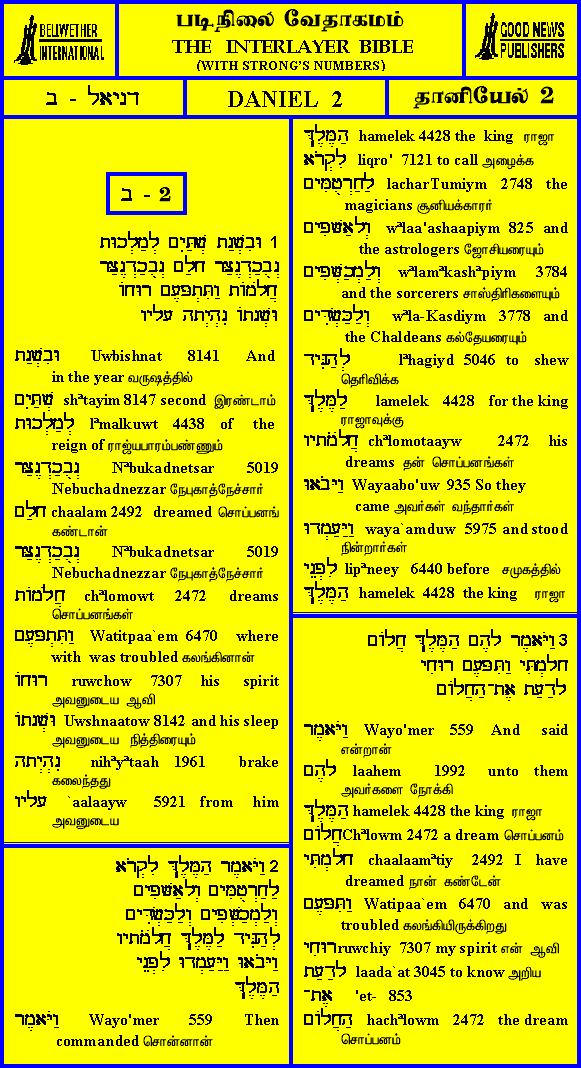 BELLWETHER
INTERNATIONAL
படிநிலை வேதாகமம்
THE INTERLAYER BIBLE
(WITH STRONG'S NUMBERS)
GOOD NEWS
PUBLISHERS
דניאל - ב
DANIEL 2
தானியேல் 2
ב - 2
1 וּבִשְׁנַת שְׁתַּיִם לְמַלְכוּת
נְבֻכַדְנֶצַּר חָלַם נְבֻכַדְנֶצַּר
חֲלֹמוֹת וַתִּתְפָּעֶם רוּחוֹ
וּשְׁנָתוֹ נִהְיְתָה עָלָיו
וּבִשְׁנַת Uwbishnat 8141 And
in the year வருஷத்தில்
שְׁתַּיִם shªtayim 8147 second இரண்டாம்
לְמַלְכוּת lªmalkuwt 4438 of the
reign of ராஜ்யபாரம்பண்ணும்
נְבֻכַדְנֶצַּר Nªbukadnetsar 5019
Nebuchadnezzar நேபுகாத்நேச்சார்
חָלַם chaalam 2492 dreamed சொப்பனங்
கண்டான்
נְבֻכַדְנֶצַּר Nªbukadnetsar 5019
Nebuchadnezzar நேபுகாத்நேச்சார்
חֲלֹמוֹת chªlomowt 2472 dreams
சொப்பனங்கள்
וַתִּתְפָּעֶם Watitpaa`em 6470 where
with was troubled கலங்கினான்
רוּחוֹ ruwchow 7307 his spirit
அவனுடைய ஆவி
וּשְׁנָתוֹ Uwshnaatow 8142 and his sleep
அவனுடைய நித்திரையும்
נִהְיְתָה nihªyªtaah 1961 brake
கலைந்தது
עָלָיו `aalaayw 5921 from him
அவனுடைய
2 וַיֹּאמֶר הַמֶּלֶךְ לִקְרֹא
לַחַרְטֻמִּים וְלָאַשָּׁפִים
וְלַמְכַשְּׁפִים וְלַכַּשְׂדִּים
לְהַגִּיד לַמֶּלֶךְ חֲלֹמֹתָיו
וַיָּבֹאוּ וַיַּעַמְדוּ לִפְנֵי
הַמֶּלֶךְ
וַיֹּאמֶר Wayo'mer 559 Then
commanded சொன்னான்
הַמֶּלֶךְ hamelek 4428 the king ராஜா
לִקְרֹא liqro' 7121 to call அழைக்க
לַחַרְטֻמִּים lacharTumiym 2748 the
magicians சூனியக்காரர்
וְלָאַשָּׁפִים wªlaa'ashaapiym 825 and
the astrologers ஜோசியரையும்
וְלַמְכַשְּׁפִים wªlamªkashªpiym 3784
and the sorcerers சாஸ்திரிகளையும்
וְלַכַּשְׂדִּים wªla-Kasdiym 3778 and
the Chaldeans கல்தேயரையும்
לְהַגִּיד lªhagiyd 5046 to shew
தெரிவிக்க
לַמֶּלֶךְ lamelek 4428 for the king
ராஜாவுக்கு
חֲלֹמֹתָיו chªlomotaayw 2472 his
dreams தன் சொப்பனங்கள்
וַיָּבֹאוּ Wayaabo'uw 935 So they
came அவர்கள் வந்தார்கள்
וַיַּעַמְדוּ waya`amduw 5975 and stood
நின்றார்கள்
לִפְנֵי lipªneey 6440 before சமுகத்தில்
הַמֶּלֶךְ hamelek 4428 the king ராஜா
3 וַיֹּאמֶר לָהֶם הַמֶּלֶךְ חֲלוֹם
חָלָמְתִּי וַתִּפָּעֶם רוּחִי
לָדַעַת אֶת־הַחֲלוֹם
וַיֹּאמֶר Wayo'mer 559 And said
என்றான்
לָהֶם laahem 1992 unto them
அவர்களை நோக்கி
הַמֶּלֶךְ hamelek 4428 the king ராஜா
חֲלוֹם Chªlowm 2472 a dream சொப்பனம்
חָלָמְתִּי chaalaamªtiy 2492 I have
dreamed நான் கண்டேன்
וַתִּפָּעֶם Watipaa`em 6470 and was
troubled கலங்கியிருக்கிறது
רוּחִי ruwchiy 7307 my spirit என் ஆவி
לָדַעַת laada`at 3045 to know அறிய
אֶת־ 'et- 853
הַחֲלוֹם hachªlowm 2472 the dream
சொப்பனம்